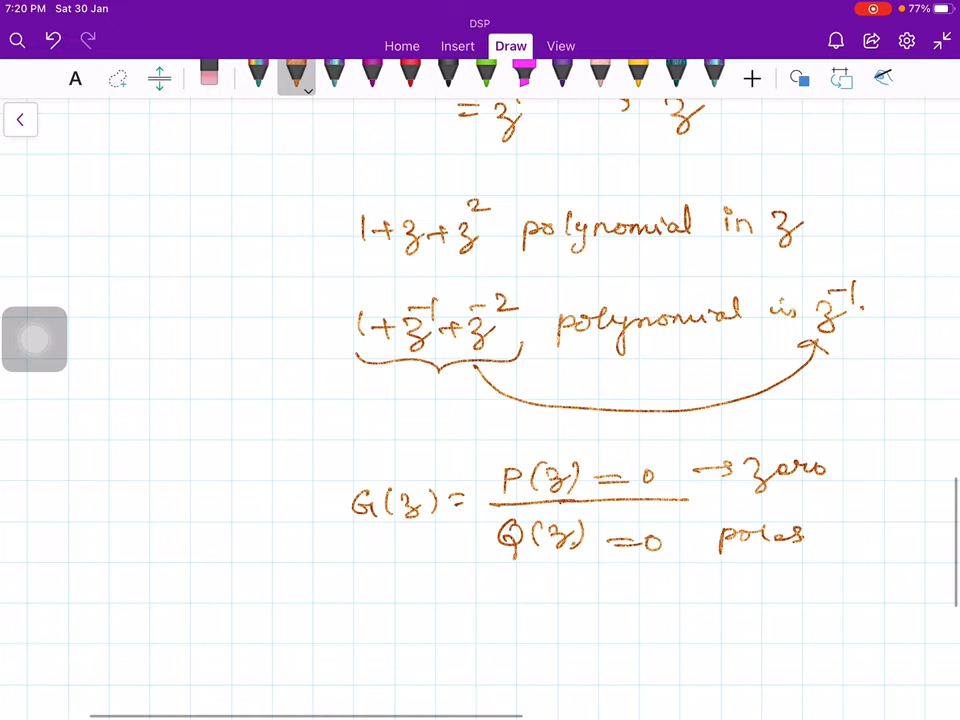 7:20 PM Sat 30 Jan
77%
DSP
Home Insert Draw View
A
1+z+z² polynomial in z
1+z⁻¹+z⁻² polynomial is z⁻¹.
G(z) = P(z) = 0 → zero
Q(z) = 0 poles